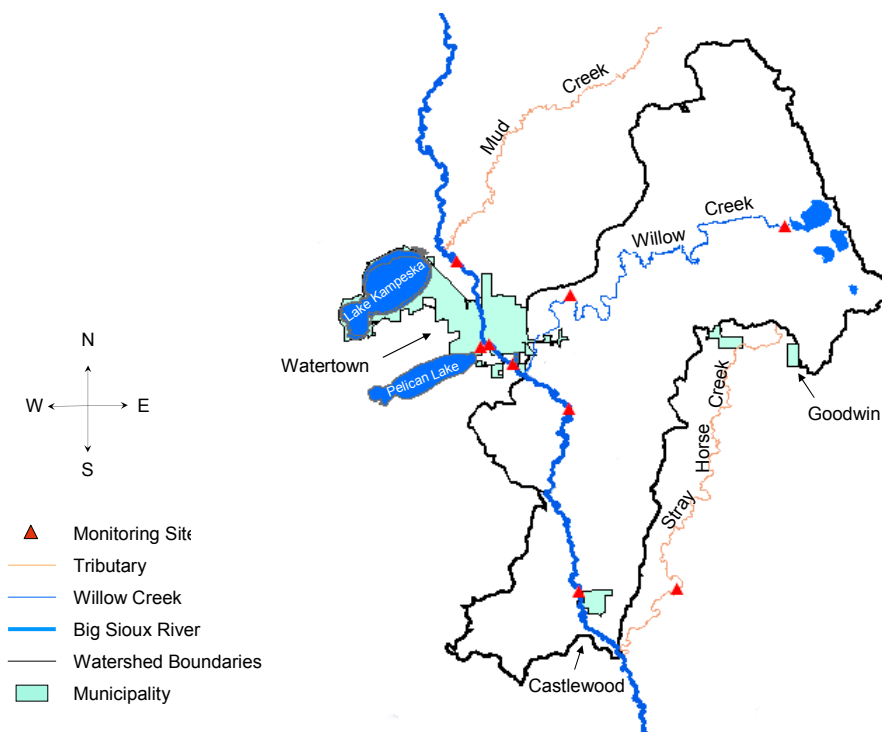 Mud Creek
Willow Creek
Lake Kampeska
Watertown
Pelican Lake
Goodwin
Stray Horse Creek
Castlewood
N
W E
S
Monitoring Site
Tributary
Willow Creek
Big Sioux River
Watershed Boundaries
Municipality